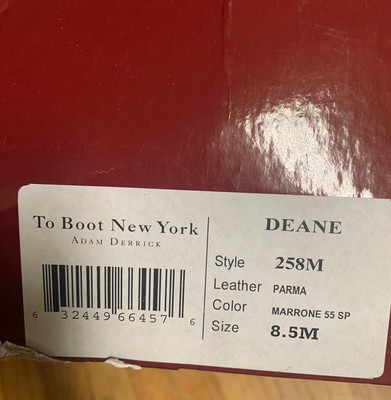 To Boot New York
ADAM DERRICK
6 32449 66457 6
DEANE
Style 258M
Leather PARMA
Color MARRONE 55 SP
Size 8.5M